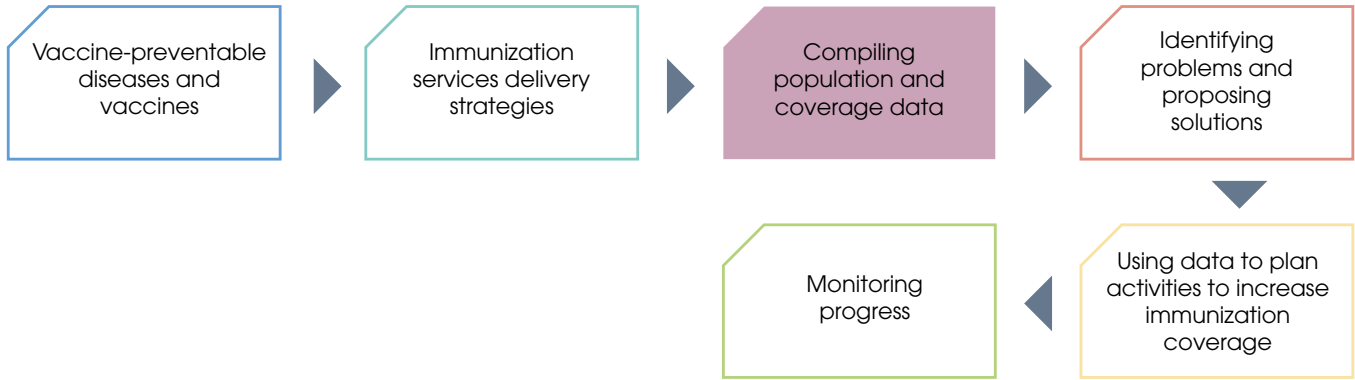 Vaccine-preventable
diseases and
vaccines
Immunization
services delivery
strategies
Compiling
population and
coverage data
Identifying
problems and
proposing
solutions
Using data to plan
activities to increase
immunization
coverage
Monitoring
progress